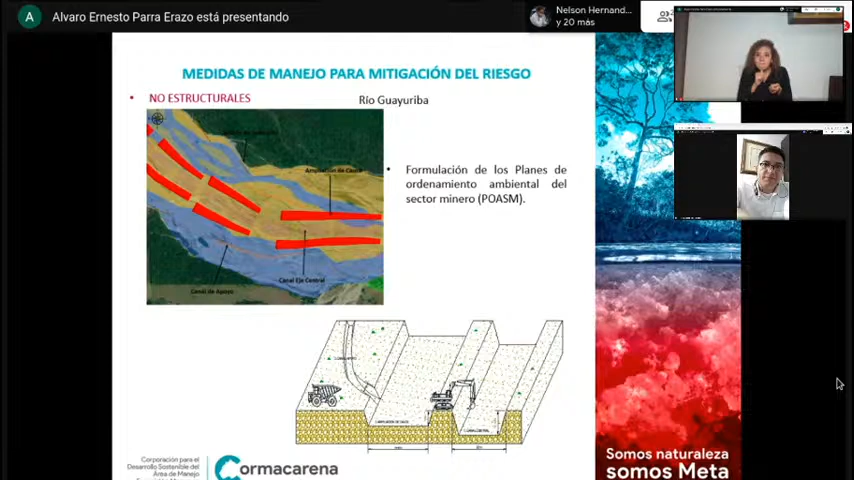 A Alvaro Ernesto Parra Erazo está presentando
Nelson Hernand...
y 20 más
MEDIDAS DE MANEJO PARA MITIGACIÓN DEL RIESGO
• NO ESTRUCTURALES
Río Guayuriba
Ampliación de Cauce
Canal Eje Central
Canal de Apoyo
• Formulación de los Planes de
ordenamiento ambiental del
sector minero (POASM).
Corporación para el
Desarrollo Sostenible del
Área de Manejo
Cormacarena
Somos naturaleza
somos Meta